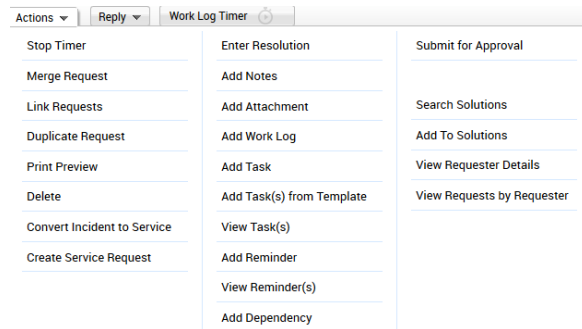 Actions Reply Work Log Timer
Stop Timer
Merge Request
Link Requests
Duplicate Request
Print Preview
Delete
Convert Incident to Service
Create Service Request
Enter Resolution
Add Notes
Add Attachment
Add Work Log
Add Task
Add Task(s) from Template
View Task(s)
Add Reminder
View Reminder(s)
Add Dependency
Submit for Approval
Search Solutions
Add To Solutions
View Requester Details
View Requests by Requester